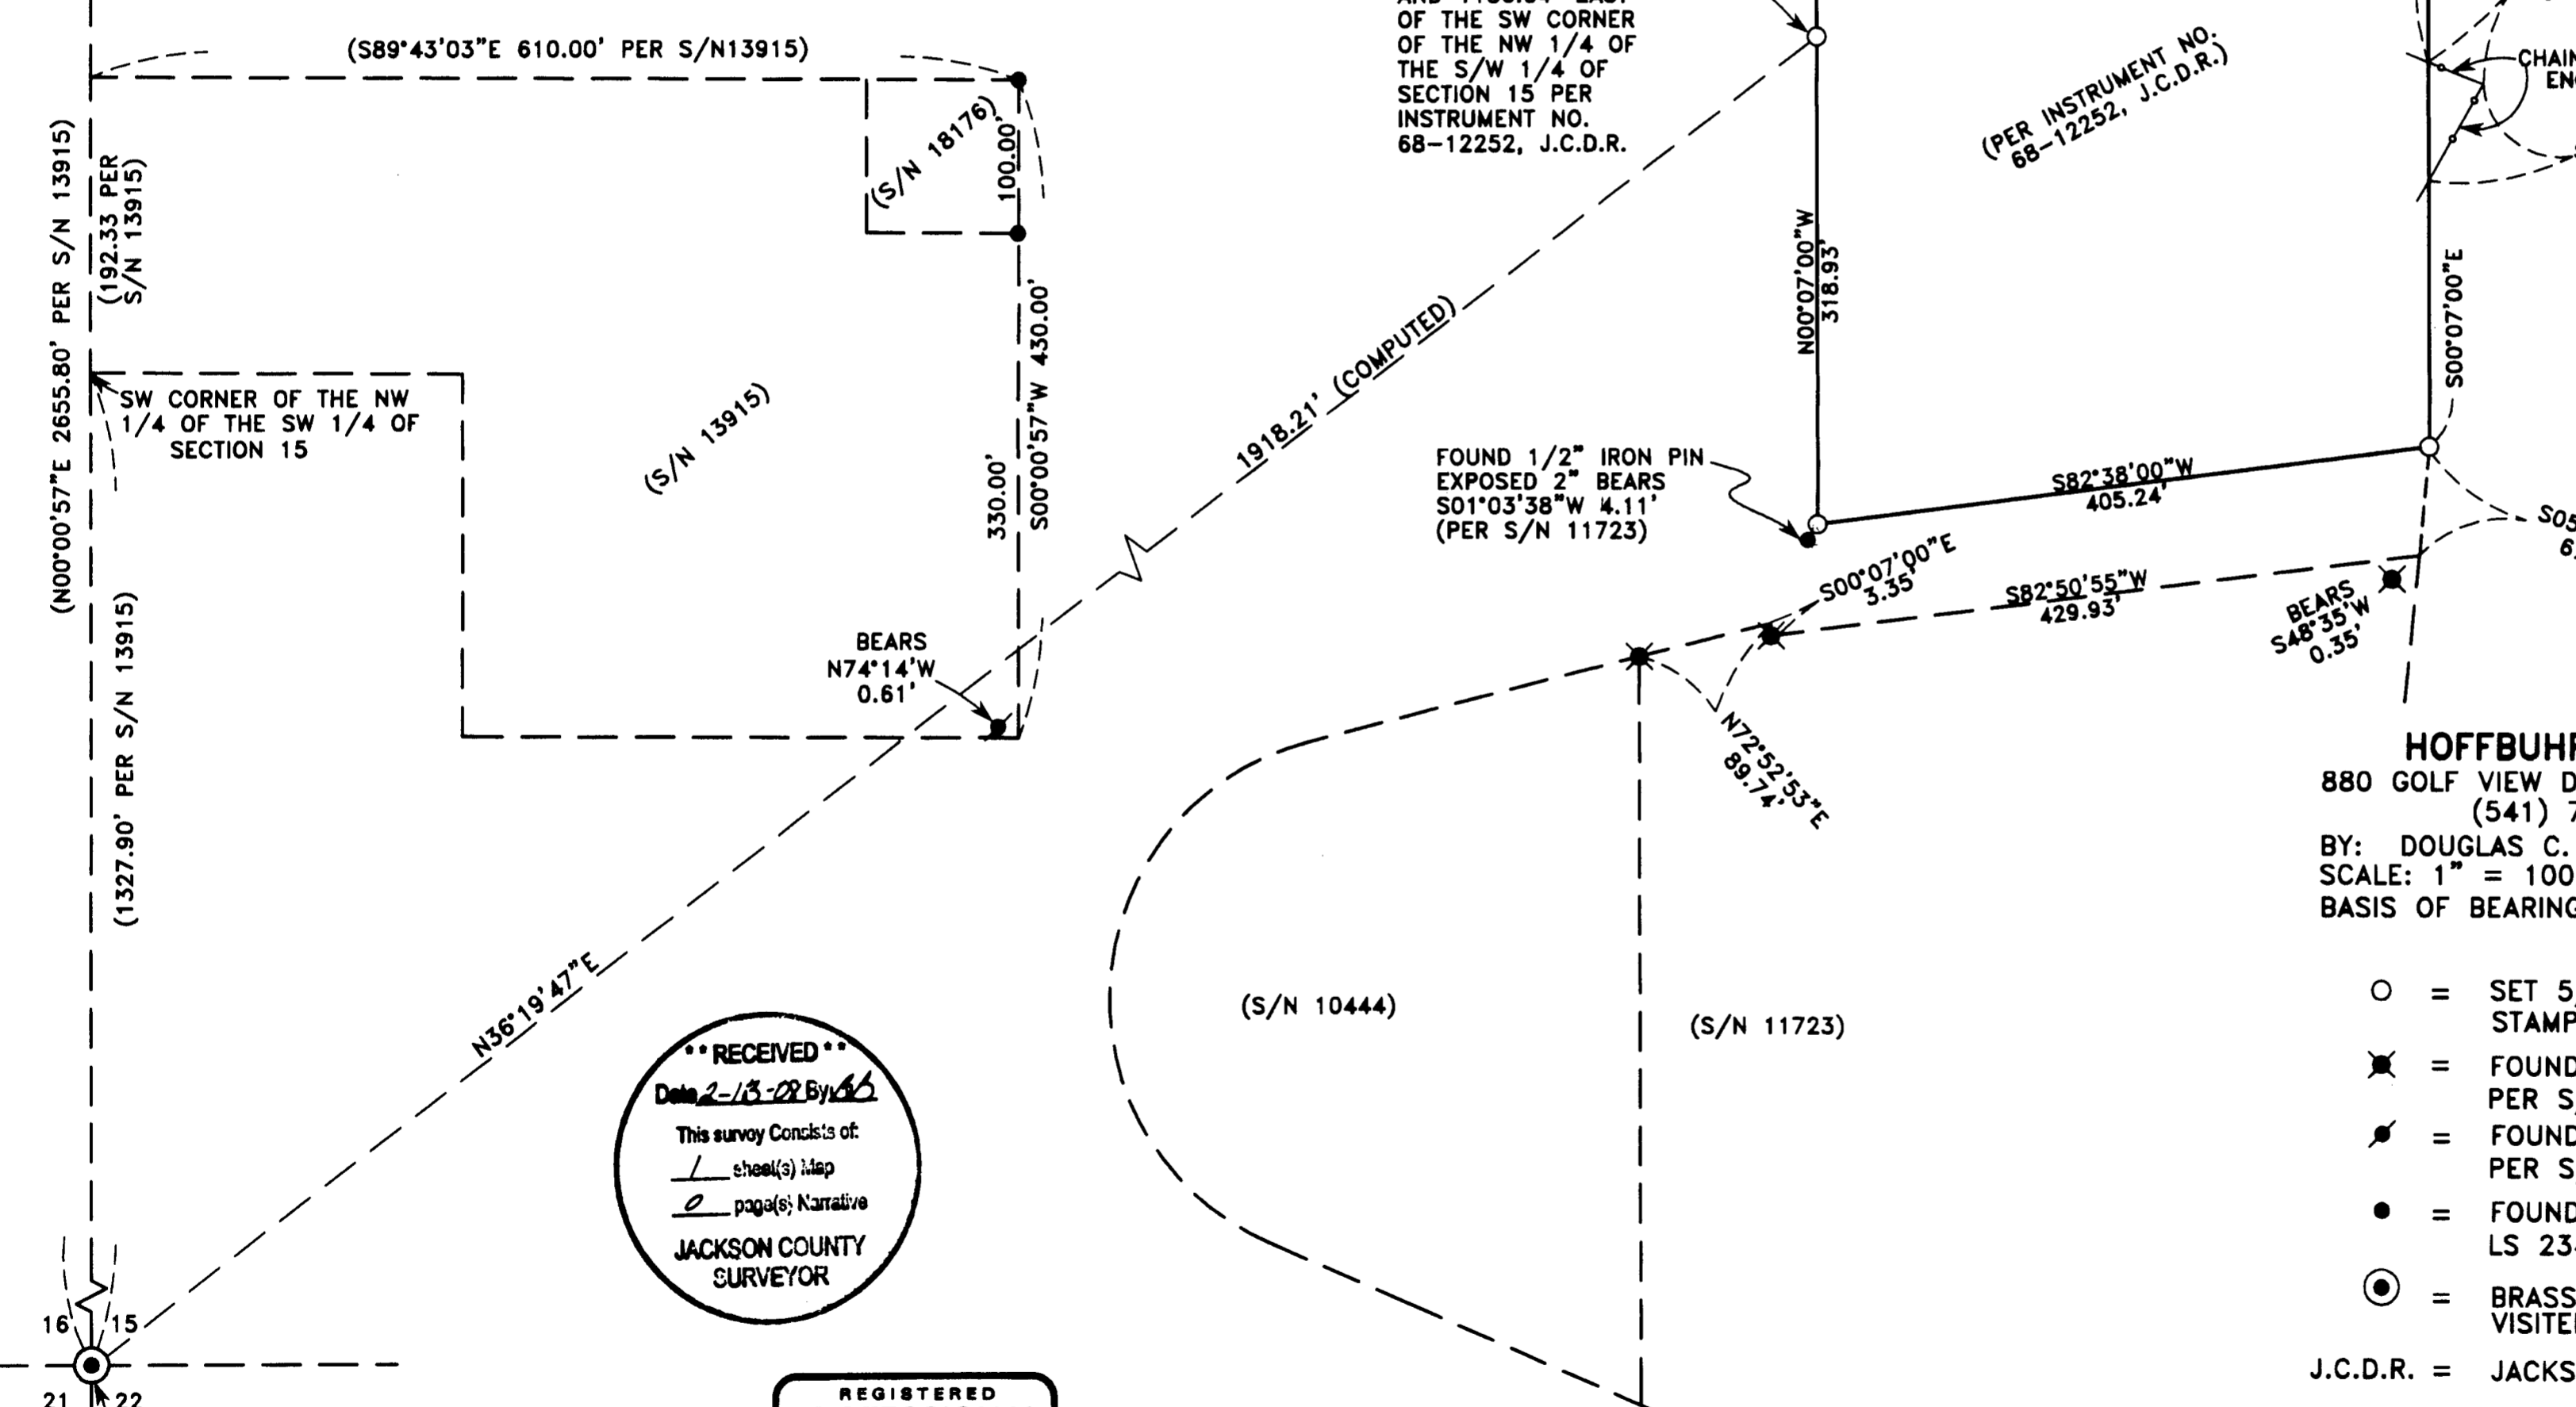 (S89°43'03"E 610.00' PER S/N13915)
(N00°00'57"E 2655.80' PER S/N 13915)
(192.33 PER
S/N 13915)
(S/N 18176)
100.00'
SW CORNER OF THE NW
1/4 OF THE SW 1/4 OF
SECTION 15
(S/N 13915)
330.00'
S00°00'57"W 430.00'
(1327.90' PER S/N 13915)
BEARS
N74°14'W
0.61'
1918.21' (COMPUTED)
N36°19'47"E
OF THE SW CORNER
OF THE NW 1/4 OF
THE S/W 1/4 OF
SECTION 15 PER
INSTRUMENT NO.
68-12252, J.C.D.R.
(PER INSTRUMENT NO.
68-12252, J.C.D.R.)
CHAIN
EN
N00°07'00"W
318.93'
S00°07'00"E
FOUND 1/2" IRON PIN
EXPOSED 2" BEARS
S01°03'38"W 4.11'
(PER S/N 11723)
S82°38'00"W
405.24'
S05
S00°07'00"E
3.35'
S82°50'55"W
429.93'
BEARS
S48°35'W
0.35'
N72°52'53"E
89.74'
(S/N 10444)
(S/N 11723)
HOFFBUH
880 GOLF VIEW D
(541) 7
BY: DOUGLAS C.
SCALE: 1" = 100
BASIS OF BEARING
= SET 5
STAMP
= FOUND
PER S
= FOUND
PER S
= FOUND
LS 23
= BRASS
VISITE
J.C.D.R. = JACKS
** RECEIVED **
Date 2-13-08 By
This survey Consists of:
1 sheet(s) Map
0 page(s) Narrative
JACKSON COUNTY
SURVEYOR
16 15
21 22
REGISTERED